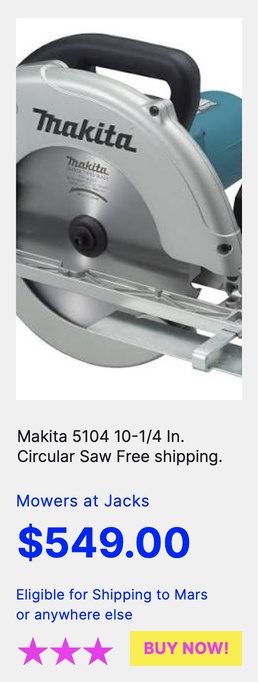 Makita
Makita
Makita 5104 10-1/4 In.
Circular Saw Free shipping.
Mowers at Jacks
$549.00
Eligible for Shipping to Mars
or anywhere else
BUY NOW!